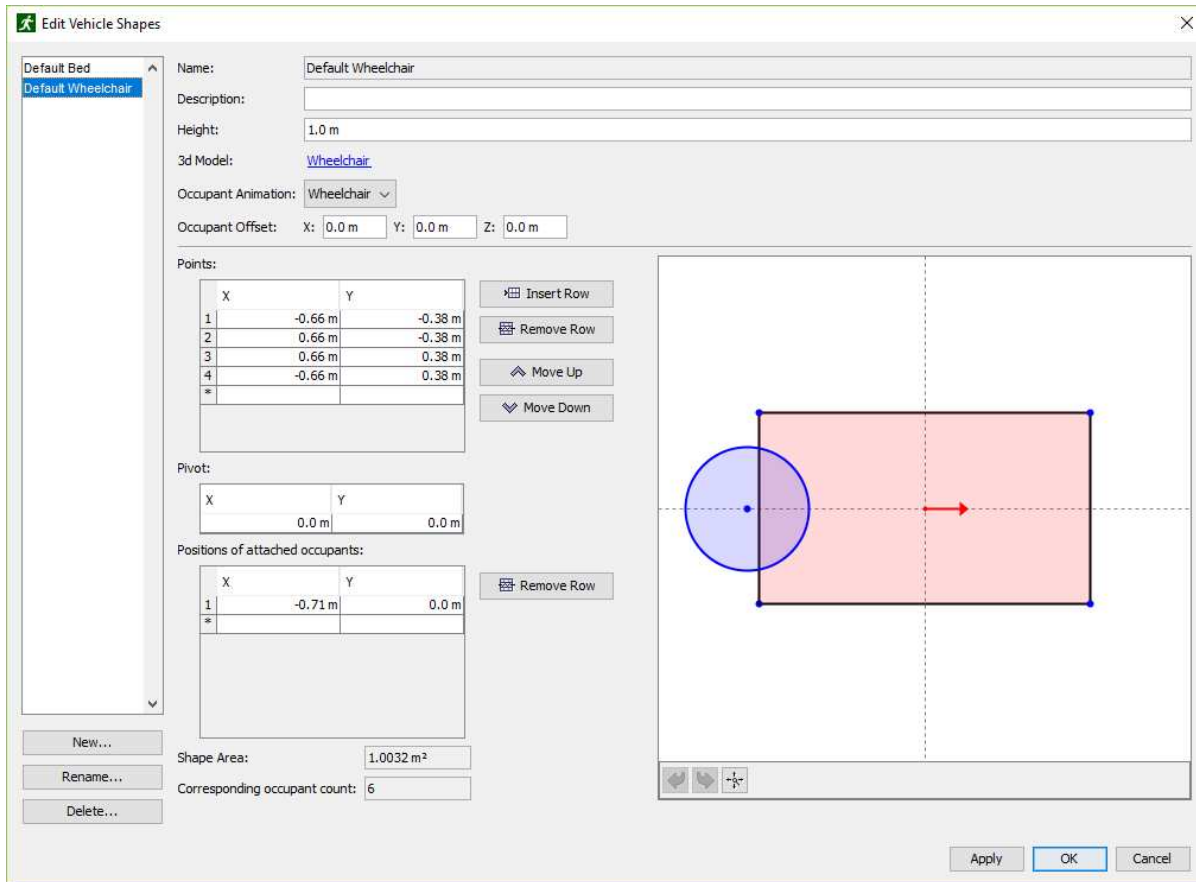 Edit Vehicle Shapes
Default Bed
Default Wheelchair
New...
Rename...
Delete...
Name: Default Wheelchair
Description:
Height: 1.0 m
3d Model: Wheelchair
Occupant Animation: Wheelchair
Occupant Offset: X: 0.0 m Y: 0.0 m Z: 0.0 m
Points:
X Y
1 -0.66 m -0.38 m
2 0.66 m -0.38 m
3 0.66 m 0.38 m
4 -0.66 m 0.38 m
*
Insert Row
Remove Row
Move Up
Move Down
Pivot:
X Y
0.0 m 0.0 m
Positions of attached occupants:
X Y
1 -0.71 m 0.0 m
*
Remove Row
Shape Area: 1.0032 m²
Corresponding occupant count: 6
Apply OK Cancel